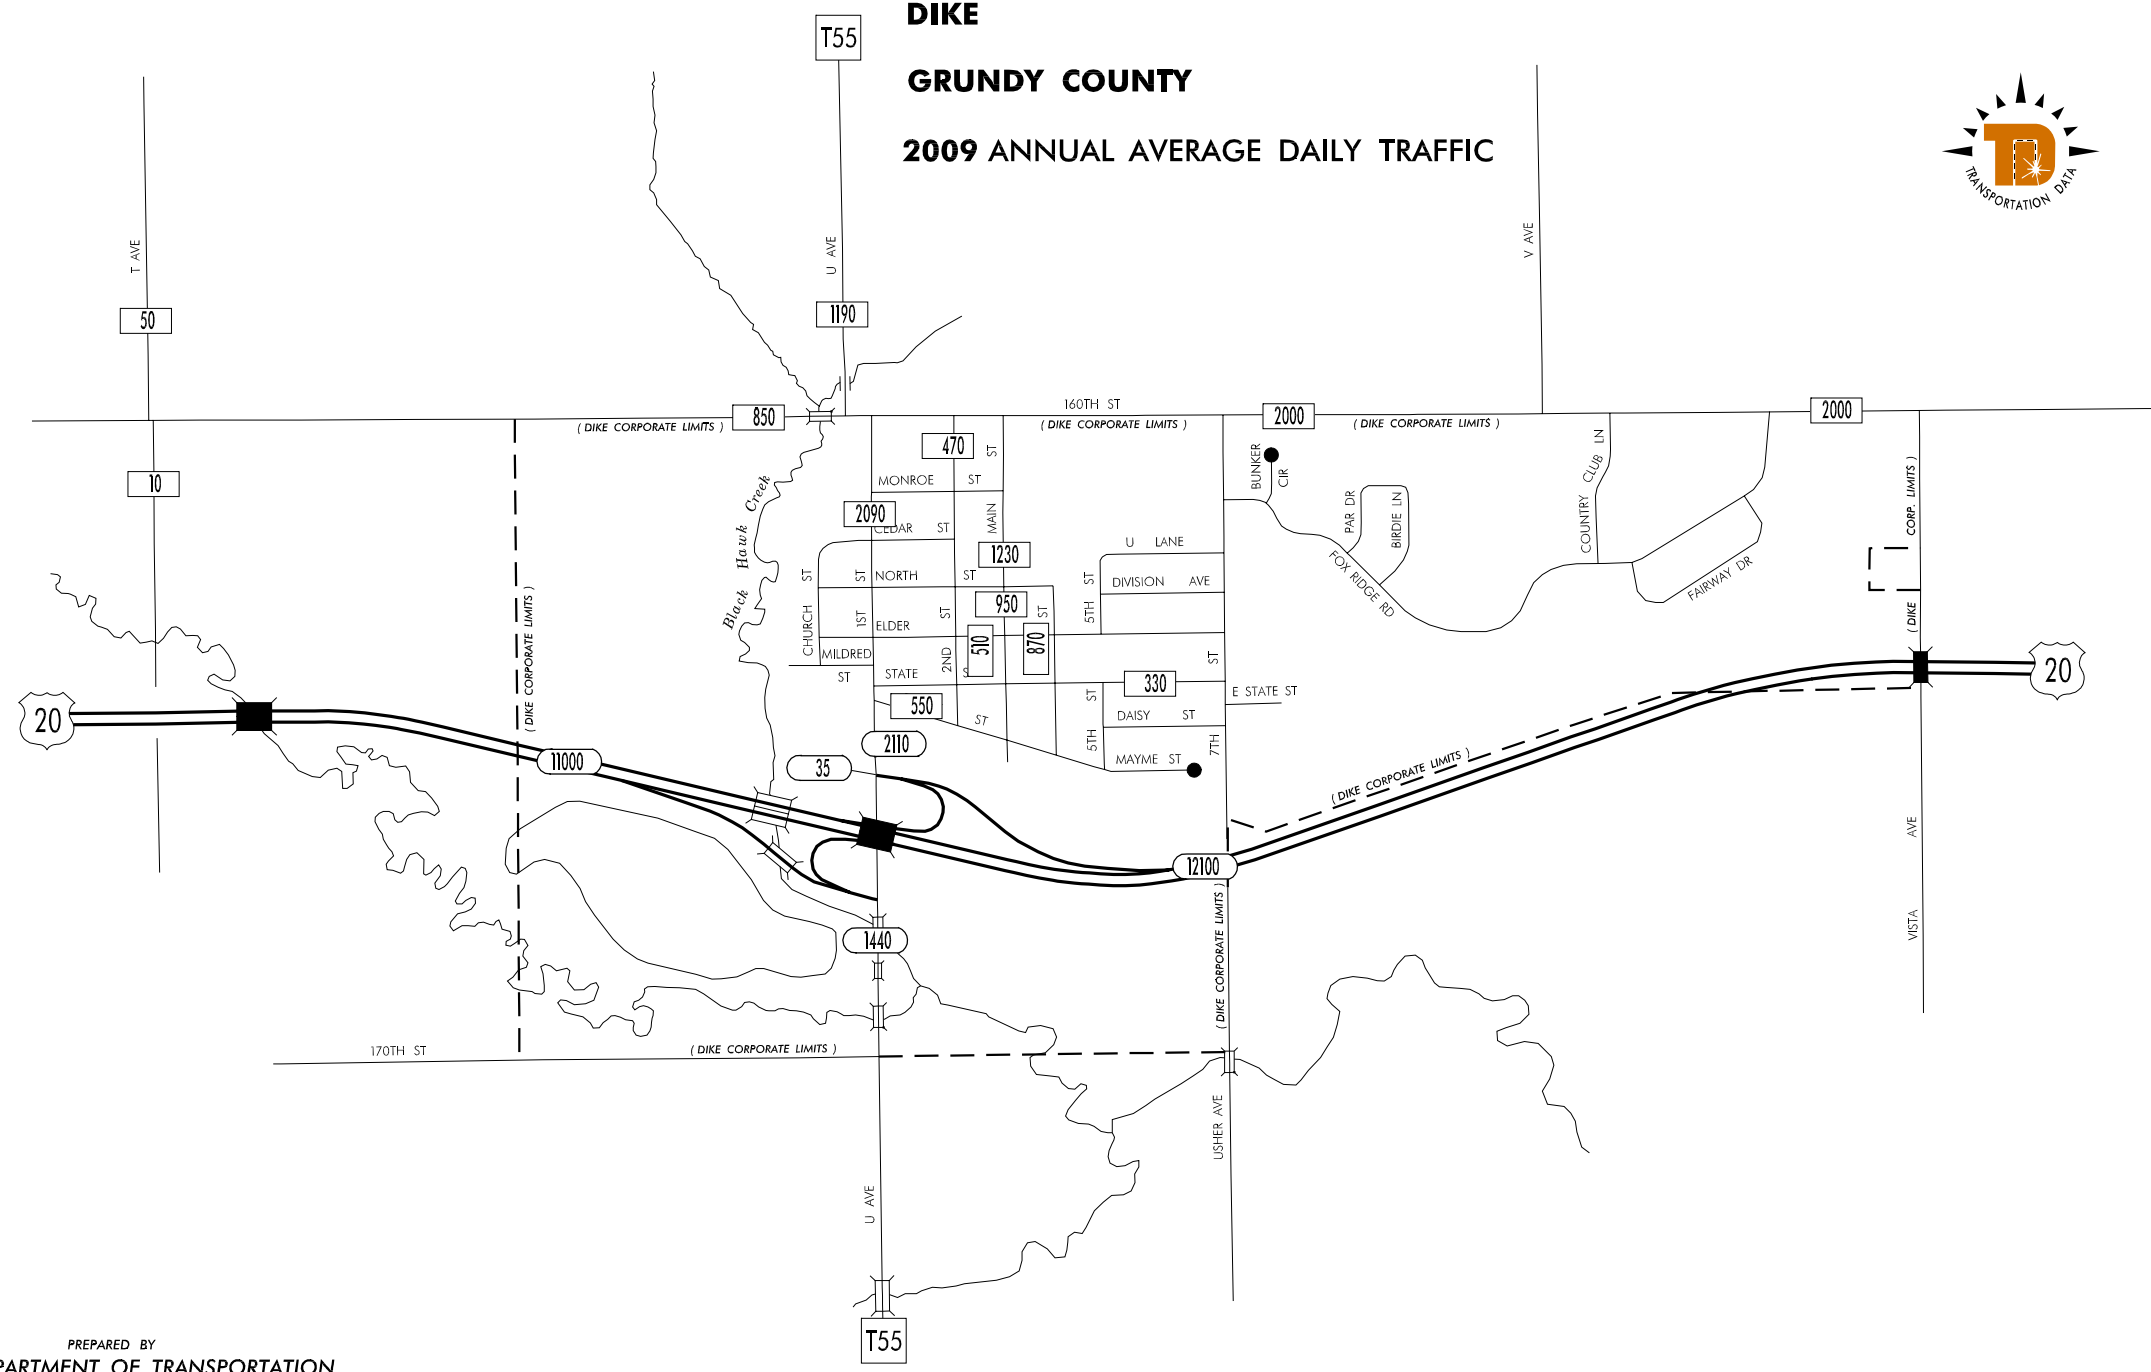 DIKE
T55
GRUNDY COUNTY
2009 ANNUAL AVERAGE DAILY TRAFFIC
TRANSPORTATION DATA
T AVE
U AVE
V AVE
50
1190
160TH ST
850
2000
2000
( DIKE CORPORATE LIMITS )
( DIKE CORPORATE LIMITS )
( DIKE CORPORATE LIMITS )
470
ST
BUNKER
CIR
COUNTRY CLUB LN
( DIKE CORP. LIMITS )
10
MONROE ST
Black Hawk Creek
2090
MAIN
PAR DR
BIRDIE LN
CEDAR ST
U LANE
1230
FOX RIDGE RD
FAIRWAY DR
CHURCH ST
1ST ST
NORTH ST
5TH ST
DIVISION AVE
950
ST
2ND ST
ELDER
510
870
( DIKE CORPORATE LIMITS )
MILDRED
ST
STATE S
7TH ST
330
E STATE ST
20
20
550
ST
5TH ST
DAISY ST
2110
MAYME ST
11000
35
( DIKE CORPORATE LIMITS )
VISTA AVE
12100
1440
( DIKE CORPORATE LIMITS )
170TH ST
( DIKE CORPORATE LIMITS )
USHER AVE
U AVE
T55
PREPARED BY
PARTMENT OF TRANSPORTATION